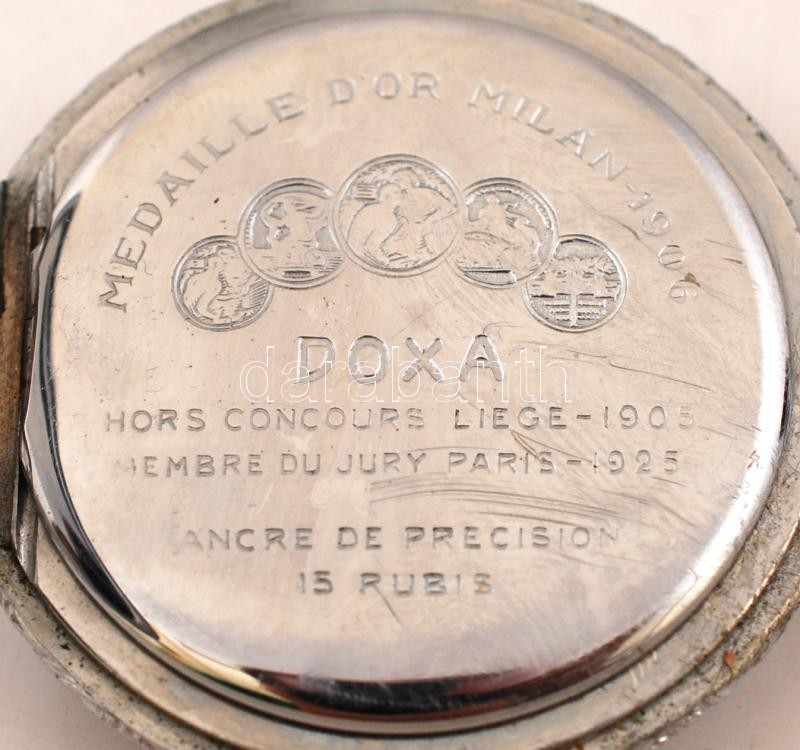 MEDAILLE D'OR MILAN-1906
DOXA
darabanth
HORS CONCOURS LIEGE-1905
MEMBRE DU JURY PARIS-1925
ANCRE DE PRECISION
15 RUBIS